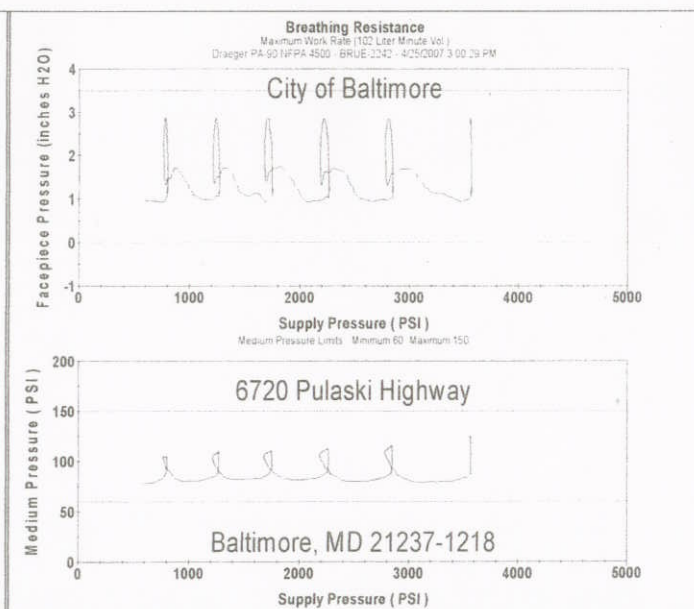 Breathing Resistance
Maximum Work Rate (102 Liter Minute Vol.)
Draeger PA-90 NFPA 4500 - BRUE-2242 - 4/25/2007 3:00:29 PM
Facepiece Pressure (inches H2O)
4
3
2
1
0
-1
City of Baltimore
0
1000
2000
3000
4000
5000
Supply Pressure ( PSI )
Medium Pressure Limits Minimum 60 Maximum 150
Medium Pressure ( PSI )
200
150
100
50
0
6720 Pulaski Highway
Baltimore, MD 21237-1218
0
1000
2000
3000
4000
5000
Supply Pressure ( PSI )